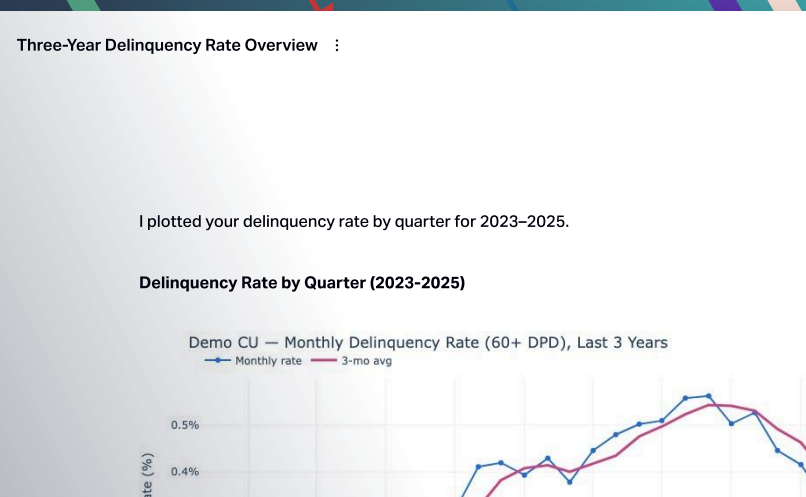 Three-Year Delinquency Rate Overview
I plotted your delinquency rate by quarter for 2023–2025.
Delinquency Rate by Quarter (2023-2025)
Demo CU — Monthly Delinquency Rate (60+ DPD), Last 3 Years
Monthly rate 3-mo avg
0.5%
0.4%
(%)